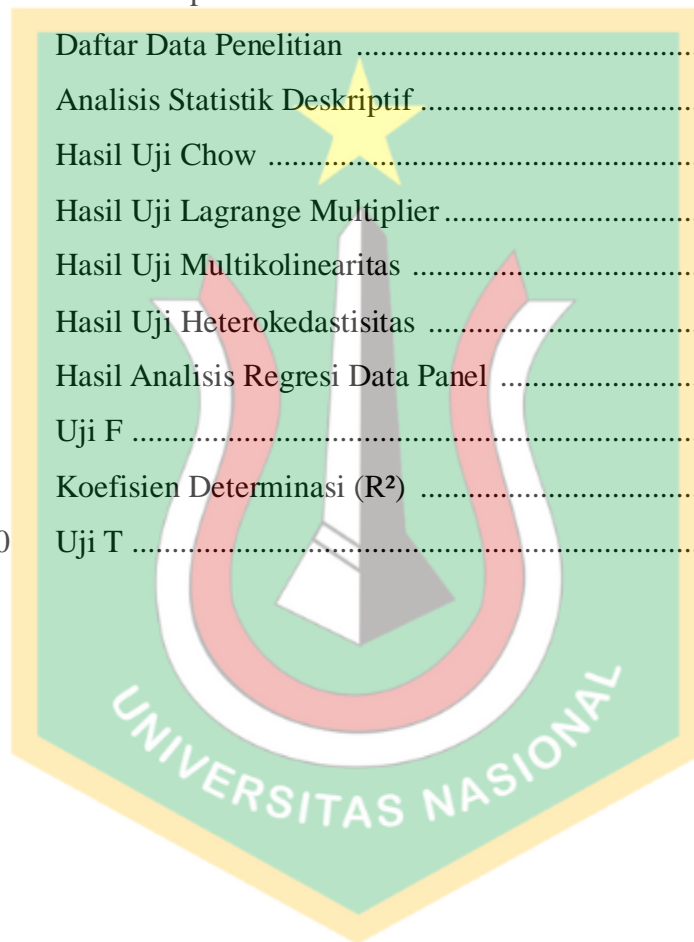 Daftar Data Penelitian ..........................................
Analisis Statistik Deskriptif ..................................
Hasil Uji Chow .....................................................
Hasil Uji Lagrange Multiplier ...............................
Hasil Uji Multikolinearitas ...................................
Hasil Uji Heterokedastisitas .................................
Hasil Analisis Regresi Data Panel ........................
Uji F ......................................................................
Koefisien Determinasi (R²) ..................................
0 Uji T ......................................................................
UNIVERSITAS NASIONAL